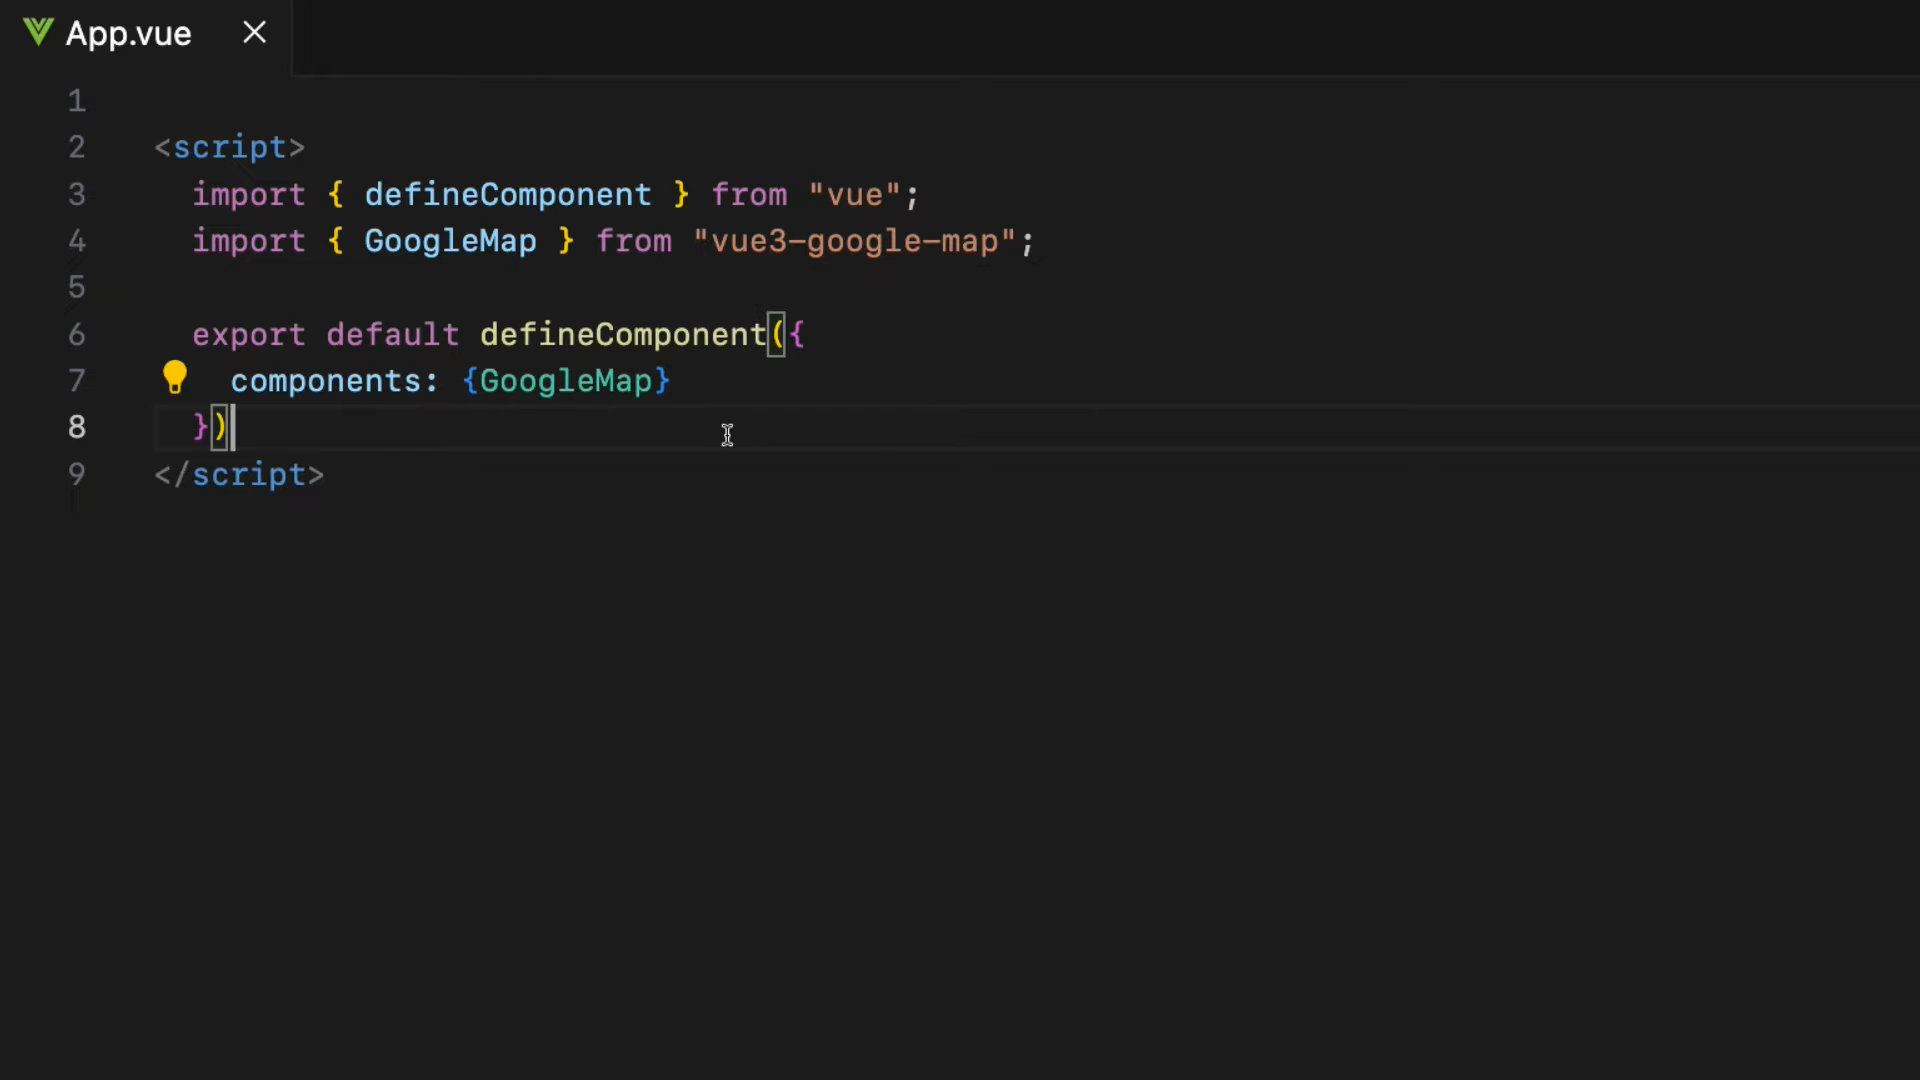 App.vue
1
2 <script>
3 import { defineComponent } from "vue";
4 import { GoogleMap } from "vue3-google-map";
5
6 export default defineComponent({
7 components: {GoogleMap}
8 })
9 </script>